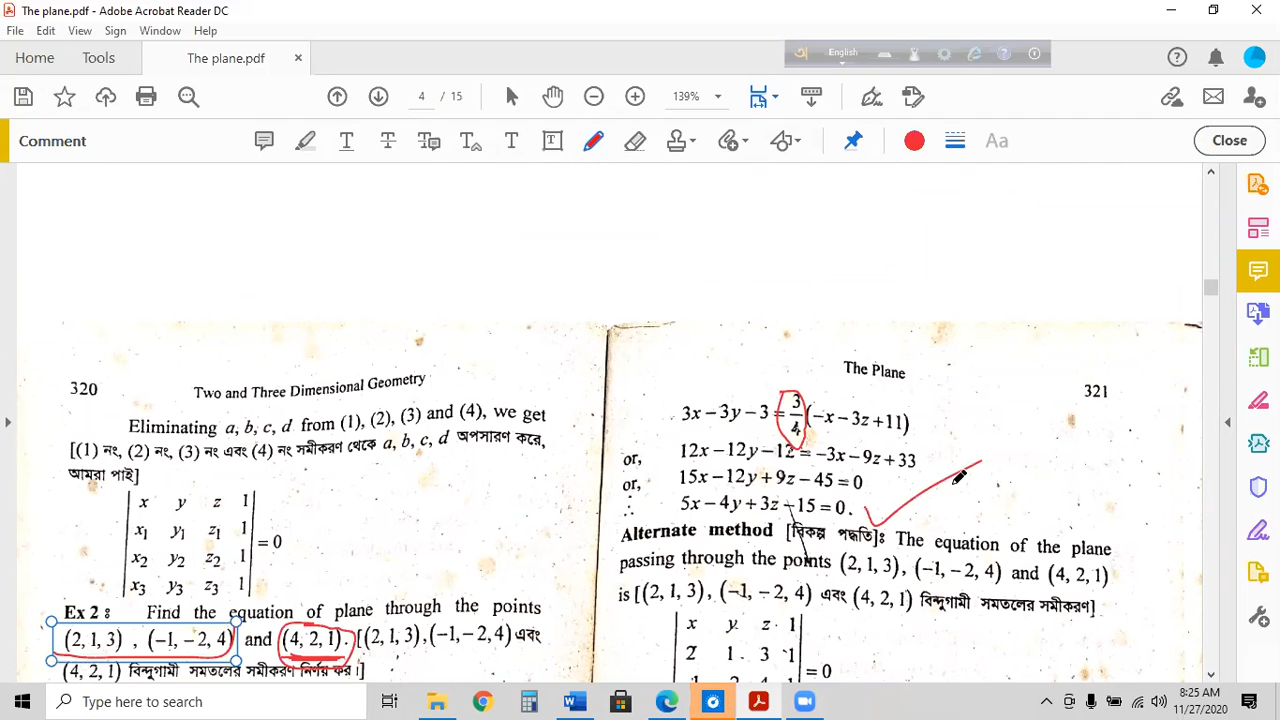 The plane.pdf - Adobe Acrobat Reader DC
File Edit View Sign Window Help
Home Tools The plane.pdf
English
4 / 15
139%
Comment
Close
320 Two and Three Dimensional Geometry
Eliminating a, b, c, d from (1), (2), (3) and (4), we get
[(1) নং, (2) নং, (3) নং এবং (4) নং সমীকরণ থেকে a, b, c, d অপসারণ করে,
আমরা পাই]
x y z 1
x₁ y₁ z₁ 1
x₂ y₂ z₂ 1 = 0
x₃ y₃ z₃ 1
Ex 2 : Find the equation of plane through the points
(2, 1, 3) , (−1, −2, 4) and (4, 2, 1). [(2, 1, 3) ,(−1, −2, 4) এবং
(4, 2, 1) বিন্দুগামী সমতলের সমীকরণ নির্ণয় কর।]
The Plane
321
3x − 3y − 3 = 3/4 (−x − 3z + 11)
or, 12x − 12y − 12 = −3x − 9z + 33
or, 15x − 12y + 9z − 45 = 0
∴ 5x − 4y + 3z − 15 = 0.
Alternate method [বিকল্প পদ্ধতি]: The equation of the plane
passing through the points (2, 1, 3), (−1, −2, 4) and (4, 2, 1)
is [(2, 1, 3) , (−1, −2, 4) এবং (4, 2, 1) বিন্দুগামী সমতলের সমীকরণ]
x y z 1
2 1 3 1
= 0
Type here to search
8:25 AM
11/27/2020